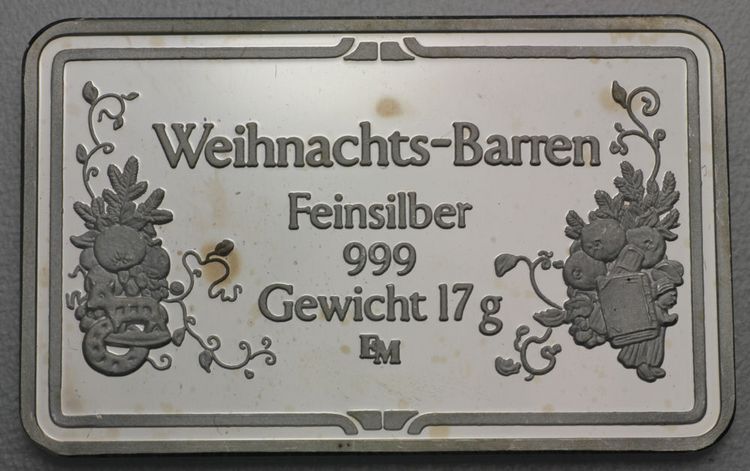 Weihnachts-Barren
Feinsilber
999
Gewicht 17 g
EM